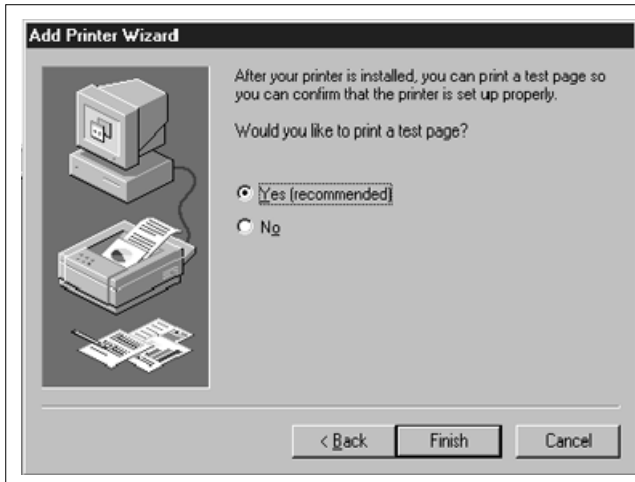 Add Printer Wizard
After your printer is installed, you can print a test page so
you can confirm that the printer is set up properly.
Would you like to print a test page?
Yes (recommended)
No
< Back
Finish
Cancel